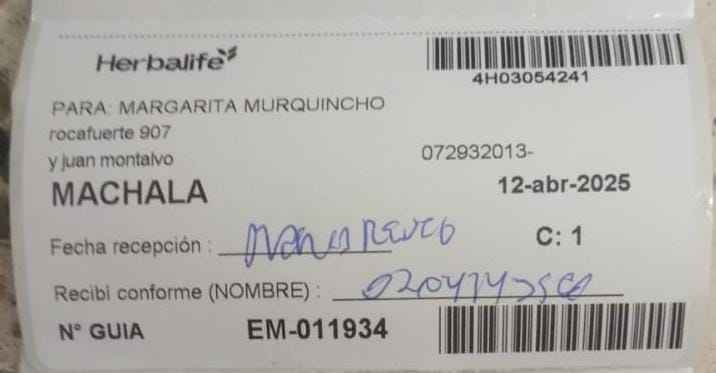 Herbalife
4H03054241
PARA: MARGARITA MURQUINCHO
rocafuerte 907
y juan montalvo
072932013-
MACHALA
12-abr-2025
Fecha recepción :
C: 1
Recibi conforme (NOMBRE) :
N° GUIA
EM-011934